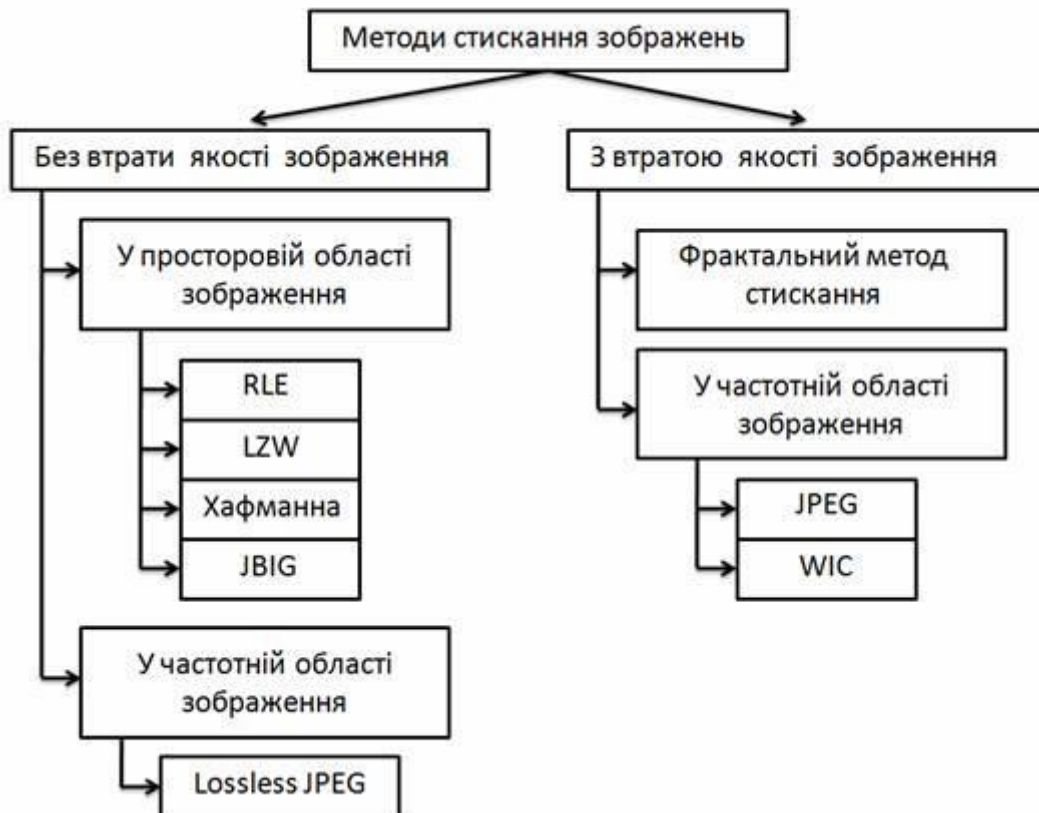 Методи стискання зображень
Без втрати якості зображення
З втратою якості зображення
У просторовій області
зображення
RLE
LZW
Хафманна
JBIG
У частотній області
зображення
Lossless JPEG
Фрактальний метод
стискання
У частотній області
зображення
JPEG
WIC